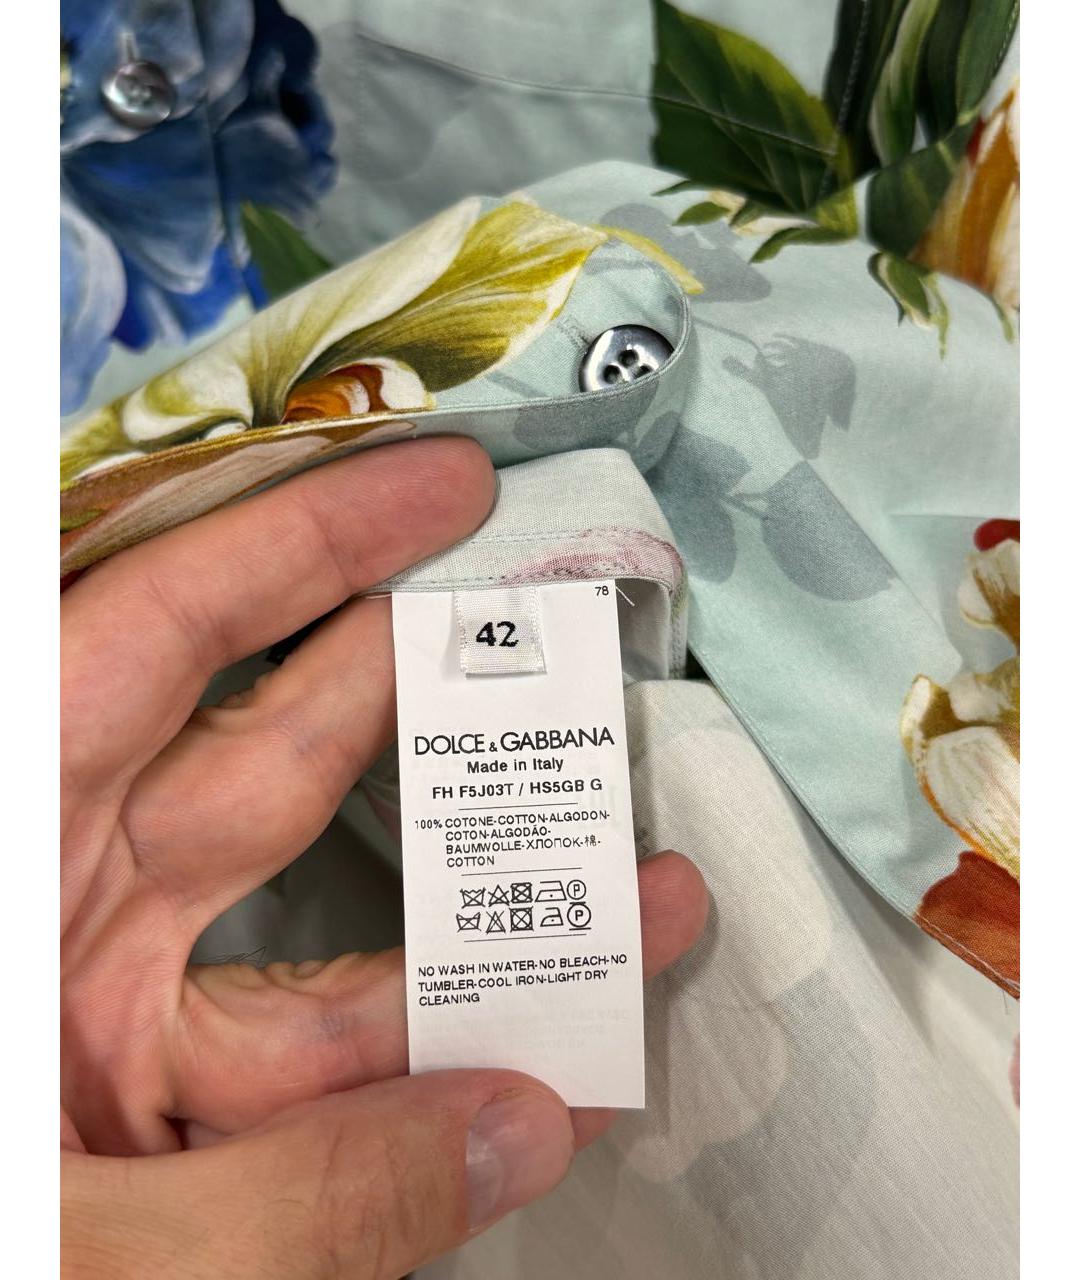 78
42
DOLCE & GABBANA
Made in Italy
FH F5J03T / HS5GB G
100% COTONE-COTTON-ALGODON-
COTON-ALGODÃO-
BAUMWOLLE-ХЛОПОК-棉-
COTTON
P
P
NO WASH IN WATER-NO BLEACH-NO
TUMBLER-COOL IRON-LIGHT DRY
CLEANING